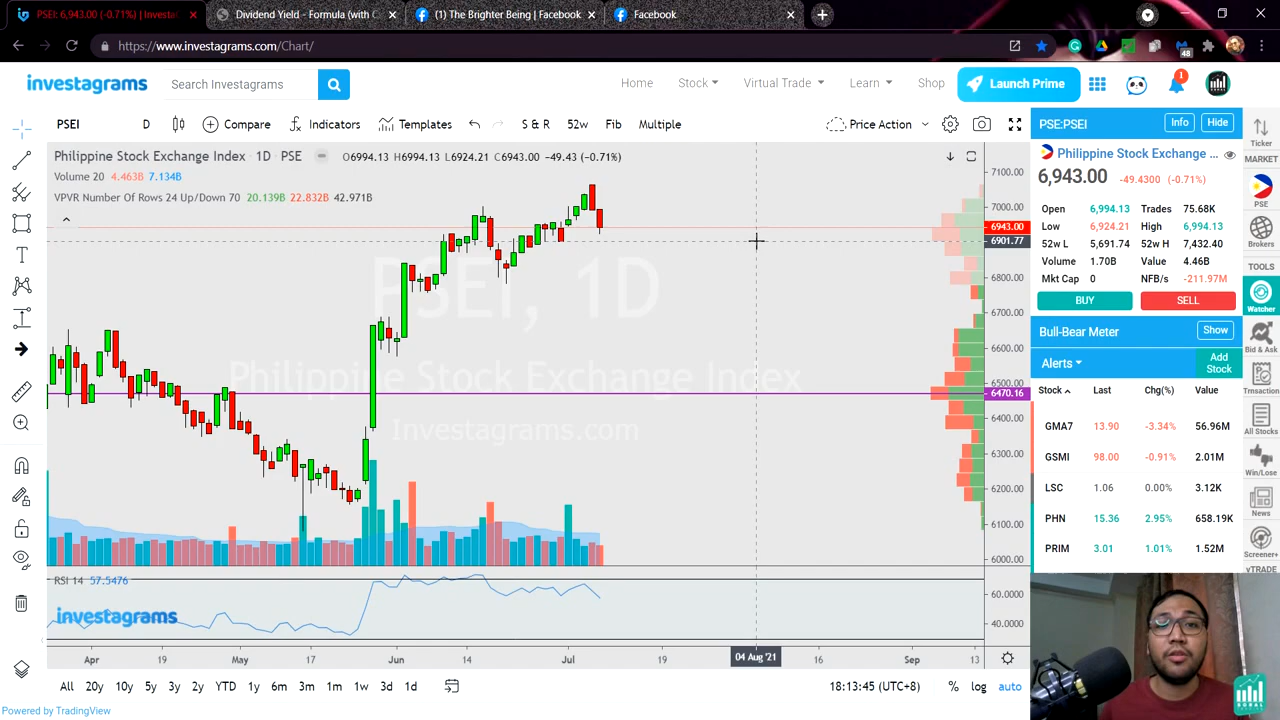 PSEI: 6,943.00 (-0.71%) | Investa
Dividend Yield - Formula (with C
(1) The Brighter Being | Facebook
Facebook
https://www.investagrams.com/Chart/
48
investagrams
Search Investagrams
Home
Stock
Virtual Trade
Learn
Shop
Launch Prime
1
PSEI
D
Compare
Indicators
Templates
S & R
52w
Fib
Multiple
Price Action
Philippine Stock Exchange Index 1D PSE
O6994.13 H6994.13 L6924.21 C6943.00 -49.43 (-0.71%)
Volume 20 4.463B 7.134B
VPVR Number Of Rows 24 Up/Down 70 20.139B 22.832B 42.971B
PSEI, 1D
Philippine Stock Exchange Index
Investagrams.com
7100.00
7000.00
6943.00
6901.77
6800.00
6700.00
6600.00
6500.00
6470.16
6400.00
6300.00
6200.00
6100.00
6000.00
RSI 14 57.5476
investagrams
60.0000
40.0000
Apr
19
May
17
Jun
14
Jul
19
04 Aug '21
16
Sep
13
All
20y
10y
5y
3y
2y
YTD
1y
6m
3m
1m
1w
3d
1d
18:13:45 (UTC+8)
%
log
auto
Powered by TradingView
PSE:PSEI
Info
Hide
Philippine Stock Exchange ...
6,943.00 -49.4300 (-0.71%)
Open 6,994.13 Trades 75.68K
Low 6,924.21 High 6,994.13
52w L 5,691.74 52w H 7,432.40
Volume 1.70B Value 4.46B
Mkt Cap 0 NFB/s -211.97M
BUY
SELL
Bull-Bear Meter
Show
Alerts
Add
Stock
Stock Last Chg(%) Value
GMA7 13.90 -3.34% 56.96M
GSMI 98.00 -0.91% 2.01M
LSC 1.06 0.00% 3.12K
PHN 15.36 2.95% 658.19K
PRIM 3.01 1.01% 1.52M
Ticker
MARKET
PSE
Brokers
TOOLS
Watcher
Bid & Ask
Trnsaction
All Stocks
Win/Lose
News
Screener+
vTRADE